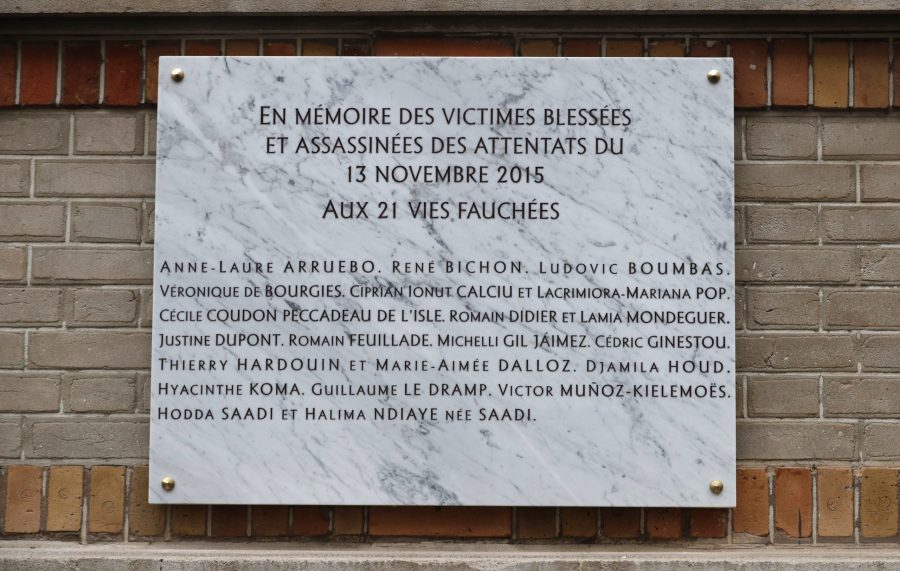 En mémoire des victimes blessées
et assassinées des attentats du
13 novembre 2015
Aux 21 vies fauchées
Anne-Laure ARRUEBO. René BICHON. Ludovic BOUMBAS.
Véronique de BOURGIES. Ciprian Ionut CALCIU et Lacrimiora-Mariana POP.
Cécile COUDON PECCADEAU DE L'ISLE. Romain DIDIER et Lamia MONDEGUER.
Justine DUPONT. Romain FEUILLADE. Michelli GIL JÁIMEZ. Cédric GINESTOU.
Thierry HARDOUIN et Marie-Aimée DALLOZ. Djamila HOUD.
Hyacinthe KOMA. Guillaume LE DRAMP. Victor MUÑOZ-KIELEMOËS.
Hodda SAADI et Halima NDIAYE née SAADI.